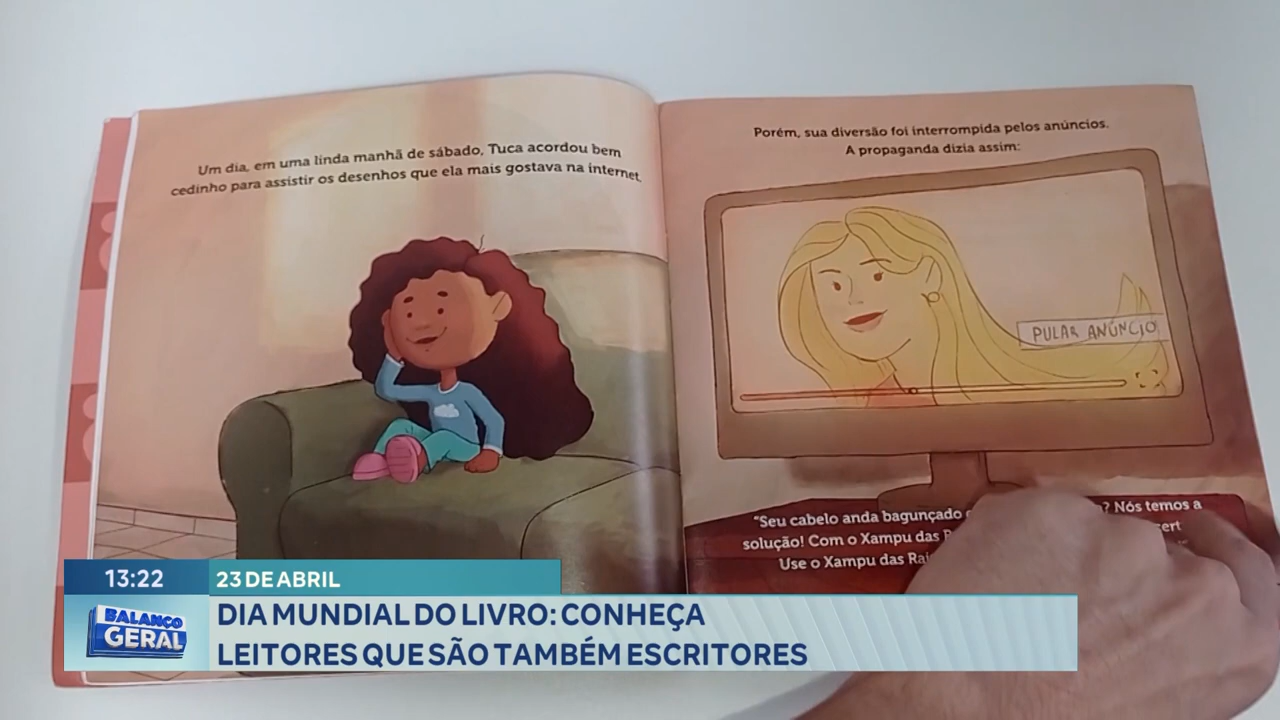 Um dia, em uma linda manhã de sábado, Tuca acordou bem
cedinho para assistir os desenhos que ela mais gostava na internet.
Porém, sua diversão foi interrompida pelos anúncios.
A propaganda dizia assim:
PULAR ANÚNCIO
"Seu cabelo anda bagunçado ? Nós temos a
solução! Com o Xampu das
Use o Xampu das
13:22
23 DE ABRIL
BALANÇO
GERAL
DIA MUNDIAL DO LIVRO: CONHEÇA
LEITORES QUE SÃO TAMBÉM ESCRITORES